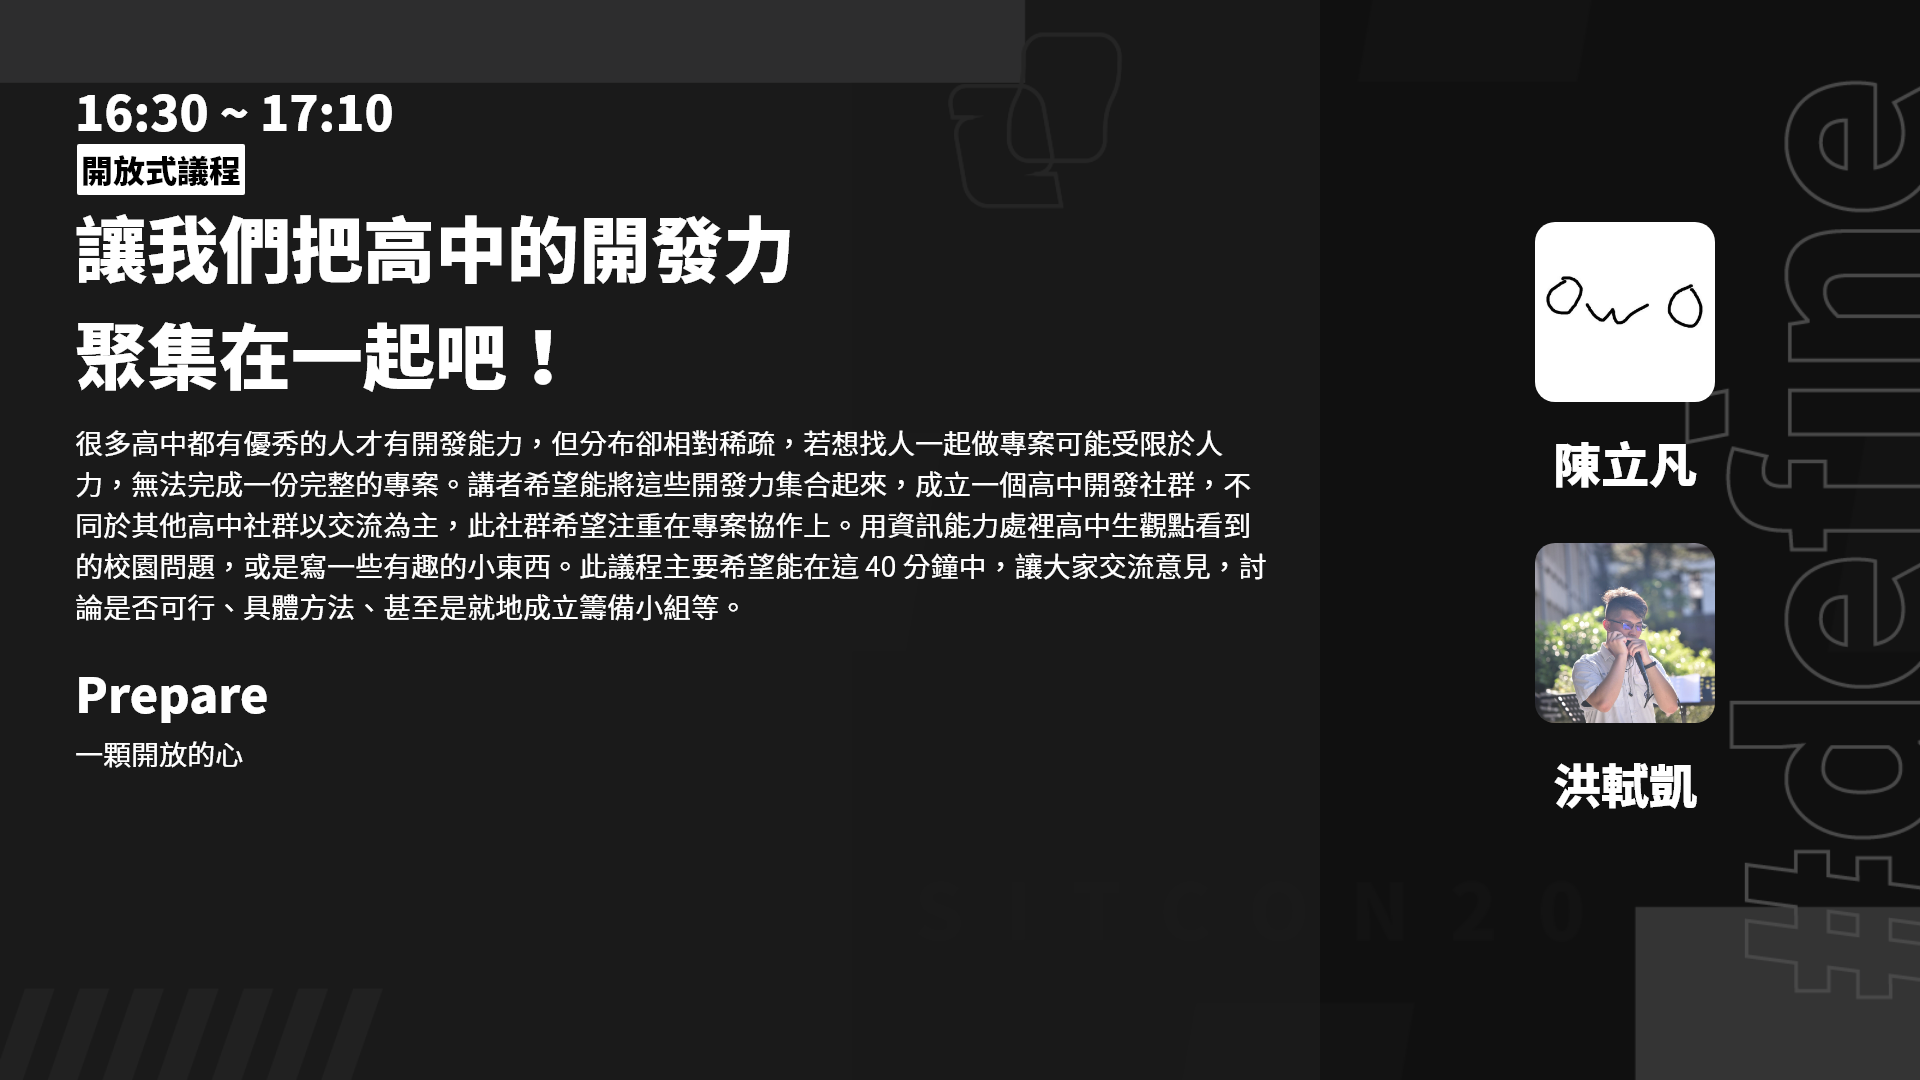 16:30 ~ 17:10
開放式議程
讓我們把高中的開發力
聚集在一起吧！
很多高中都有優秀的人才有開發能力，但分布卻相對稀疏，若想找人一起做專案可能受限於人
力，無法完成一份完整的專案。講者希望能將這些開發力集合起來，成立一個高中開發社群，不
同於其他高中社群以交流為主，此社群希望注重在專案協作上。用資訊能力處裡高中生觀點看到
的校園問題，或是寫一些有趣的小東西。此議程主要希望能在這 40 分鐘中，讓大家交流意見，討
論是否可行、具體方法、甚至是就地成立籌備小組等。
Prepare
一顆開放的心
OwO
陳立凡
洪軾凱
#define
SITCON20